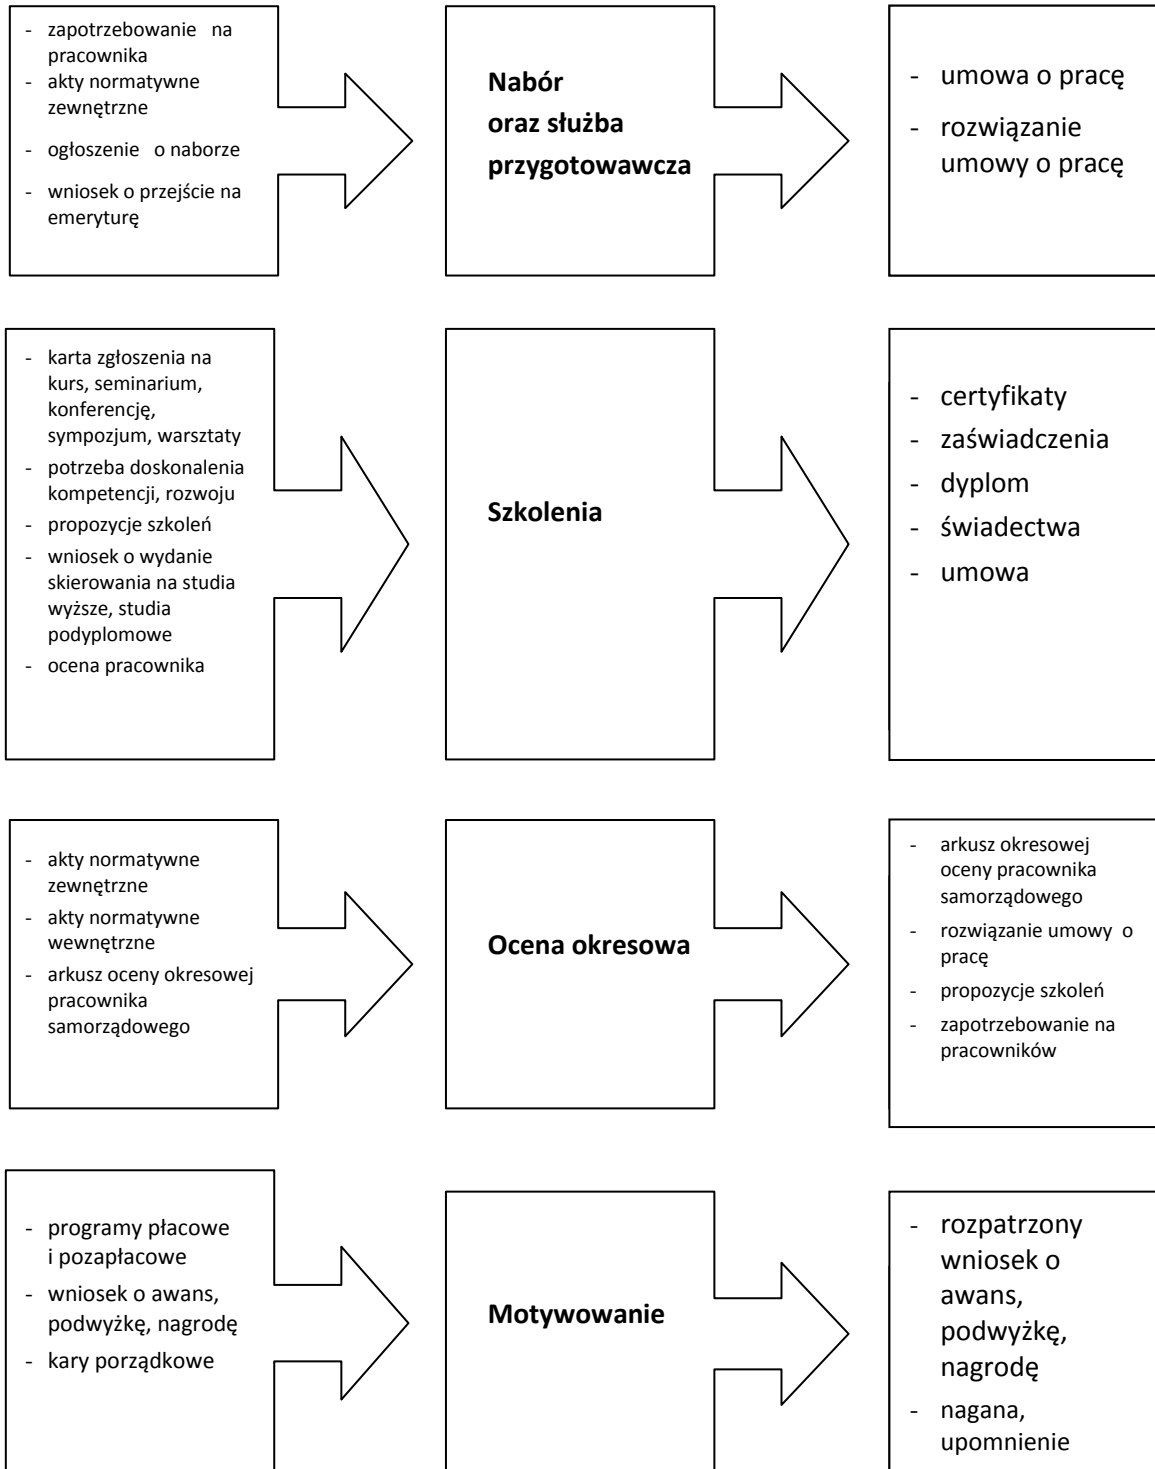 - zapotrzebowanie na
pracownika
- akty normatywne
zewnętrzne
- ogłoszenie o naborze
- wniosek o przejście na
emeryturę
Nabór
oraz służba
przygotowawcza
- umowa o pracę
- rozwiązanie
umowy o pracę
- karta zgłoszenia na
kurs, seminarium,
konferencję,
sympozjum, warsztaty
- potrzeba doskonalenia
kompetencji, rozwoju
- propozycje szkoleń
- wniosek o wydanie
skierowania na studia
wyższe, studia
podyplomowe
- ocena pracownika
Szkolenia
- certyfikaty
- zaświadczenia
- dyplom
- świadectwa
- umowa
- akty normatywne
zewnętrzne
- akty normatywne
wewnętrzne
- arkusz oceny okresowej
pracownika
samorządowego
Ocena okresowa
- arkusz okresowej
oceny pracownika
samorządowego
- rozwiązanie umowy o
pracę
- propozycje szkoleń
- zapotrzebowanie na
pracowników
- programy płacowe
i pozapłacowe
- wniosek o awans,
podwyżkę, nagrodę
- kary porządkowe
Motywowanie
- rozpatrzony
wniosek o
awans,
podwyżkę,
nagrodę
- nagana,
upomnienie